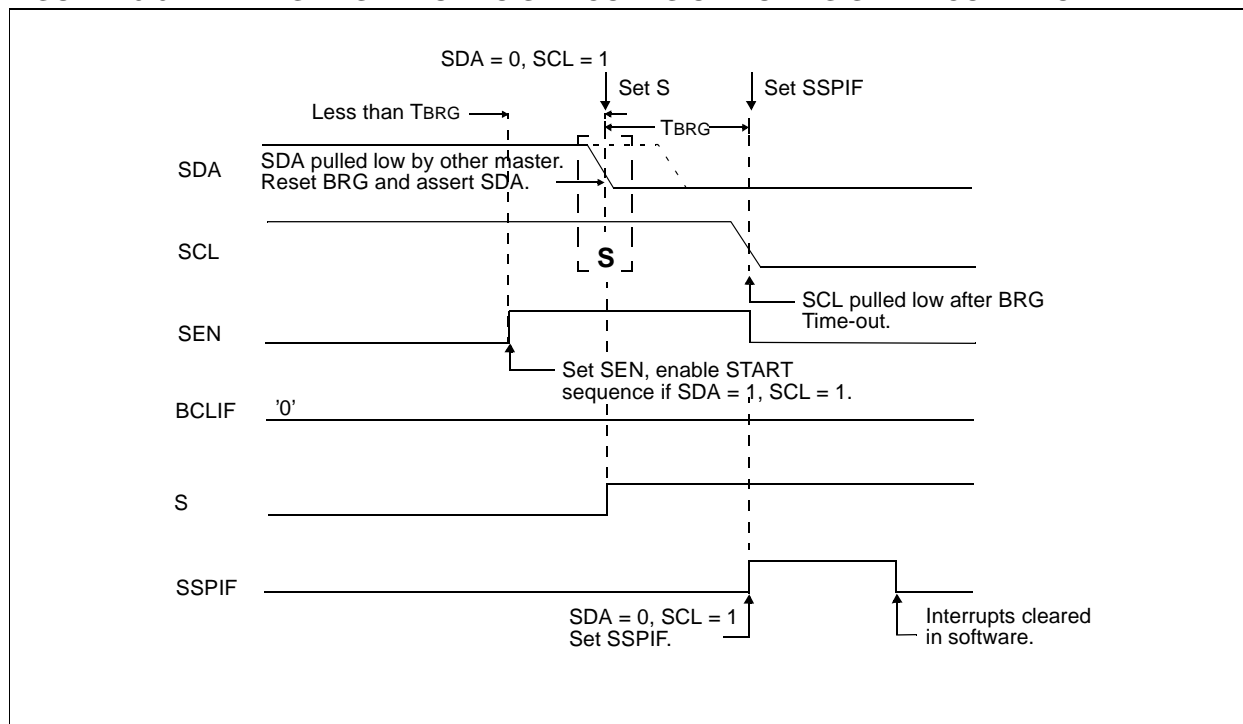 SDA = 0, SCL = 1
Set S
Set SSPIF
Less than TBRG
TBRG
SDA
SDA pulled low by other master.
Reset BRG and assert SDA.
SCL
S
SCL pulled low after BRG
Time-out.
SEN
Set SEN, enable START
sequence if SDA = 1, SCL = 1.
BCLIF
'0'
S
SSPIF
SDA = 0, SCL = 1
Set SSPIF.
Interrupts cleared
in software.